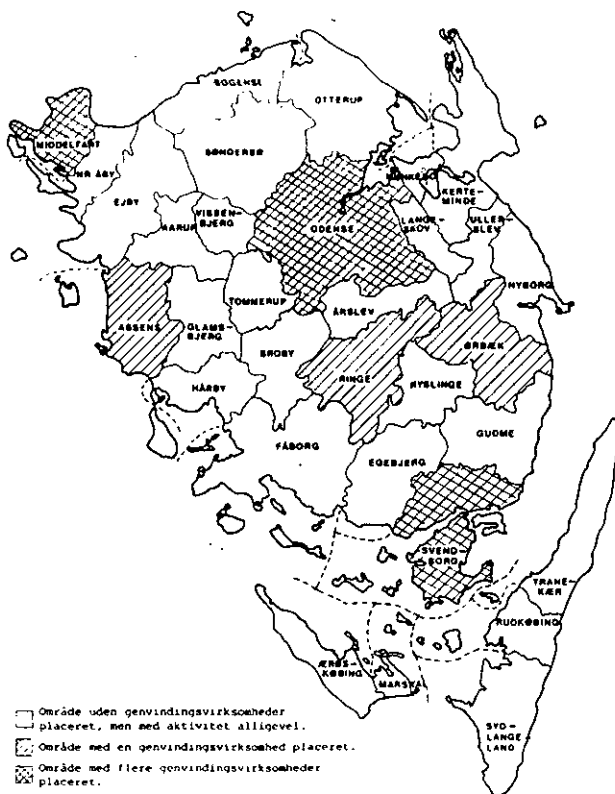 BOGENSE
OTTERUP
MIDDELFART
SØNDERSØ
NR ÅBY
MUNKEBO
KERTE-
MINDE
EJBY
VISSEN-
BJERG
LANGE-
SKOV
ULLER-
SLEV
AARUP
ODENSE
NYBORG
TOMMERUP
ÅRSLEV
ASSENS
GLAMS-
BJERG
ØRBÆK
BROBY
RINGE
RYSLINGE
HÅRBY
GUDME
FÅBORG
EGEBJERG
SVEND-
BORG
TRANE-
KÆR
RUDKØBING
ÆRØS-
KØBING
MARSTAL
SYD-
LANGE-
LAND
Område uden genvindingsvirksomheder
placeret, men med aktivitet alligevel.
Område med en genvindingsvirksomhed placeret.
Område med flere genvindingsvirksomheder
placeret.